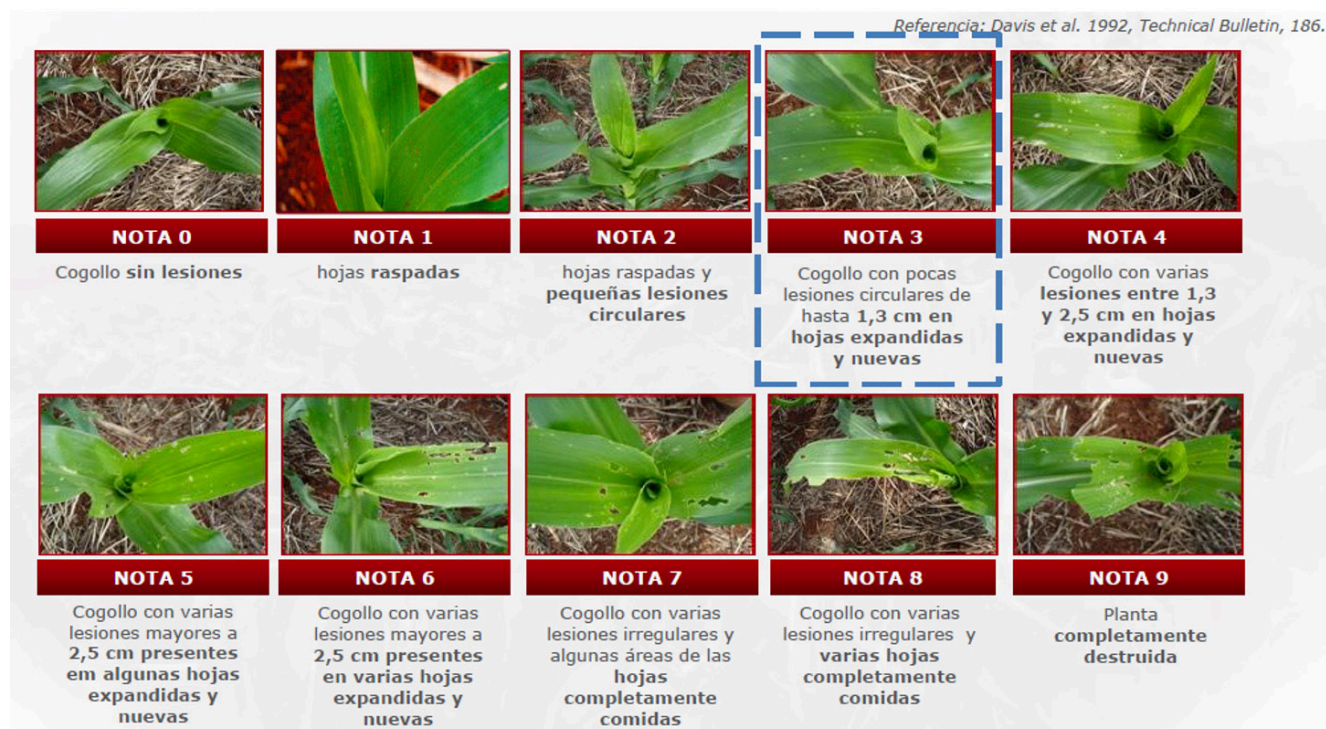 Referencia: Davis et al. 1992, Technical Bulletin, 186.
NOTA 0
Cogollo sin lesiones
NOTA 1
hojas raspadas
NOTA 2
hojas raspadas y
pequeñas lesiones
circulares
NOTA 3
Cogollo con pocas
lesiones circulares de
hasta 1,3 cm en
hojas expandidas
y nuevas
NOTA 4
Cogollo con varias
lesiones entre 1,3
y 2,5 cm en hojas
expandidas y
nuevas
NOTA 5
Cogollo con varias
lesiones mayores a
2,5 cm presentes
em algunas hojas
expandidas y
nuevas
NOTA 6
Cogollo con varias
lesiones mayores a
2,5 cm presentes
en varias hojas
expandidas y
nuevas
NOTA 7
Cogollo con varias
lesiones irregulares y
algunas áreas de las
hojas
completamente
comidas
NOTA 8
Cogollo con varias
lesiones irregulares y
varias hojas
completamente
comidas
NOTA 9
Planta
completamente
destruida